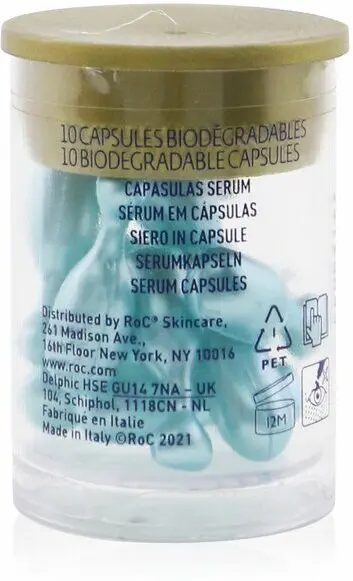 10 CAPSULES BIODÉGRADABLES
10 BIODEGRADABLE CAPSULES
CAPÁSULAS SERUM
SÉRUM EM CÁPSULAS
SIERO IN CAPSULE
SERUMKAPSELN
SERUM CAPSULES
Distributed by RoC® Skincare,
261 Madison Ave.,
16th Floor New York, NY 10016
www.roc.com
Delphic HSE GU14 7NA - UK
104, Schiphol, 1118CN - NL
Fabriqué en Italie
Made in Italy ©RoC 2021
PET
12M